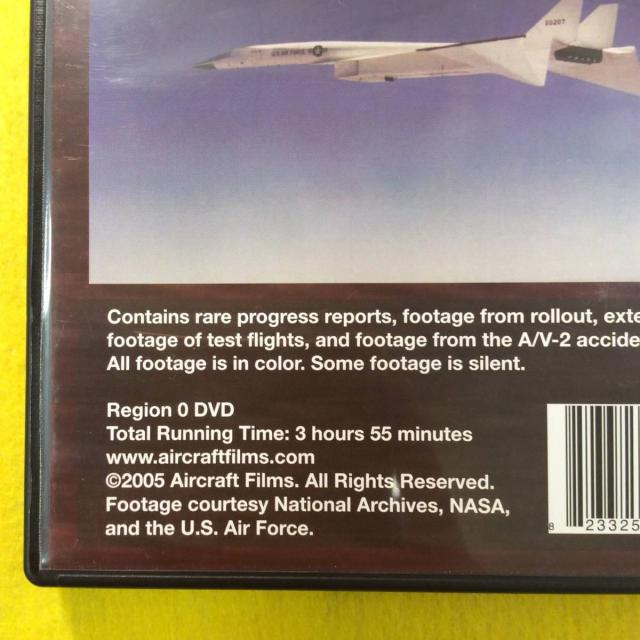 20207
U.S. AIR FORCE
Contains rare progress reports, footage from rollout, exte
footage of test flights, and footage from the A/V-2 accide
All footage is in color. Some footage is silent.
Region 0 DVD
Total Running Time: 3 hours 55 minutes
www.aircraftfilms.com
©2005 Aircraft Films. All Rights Reserved.
Footage courtesy National Archives, NASA,
and the U.S. Air Force.
8 23325